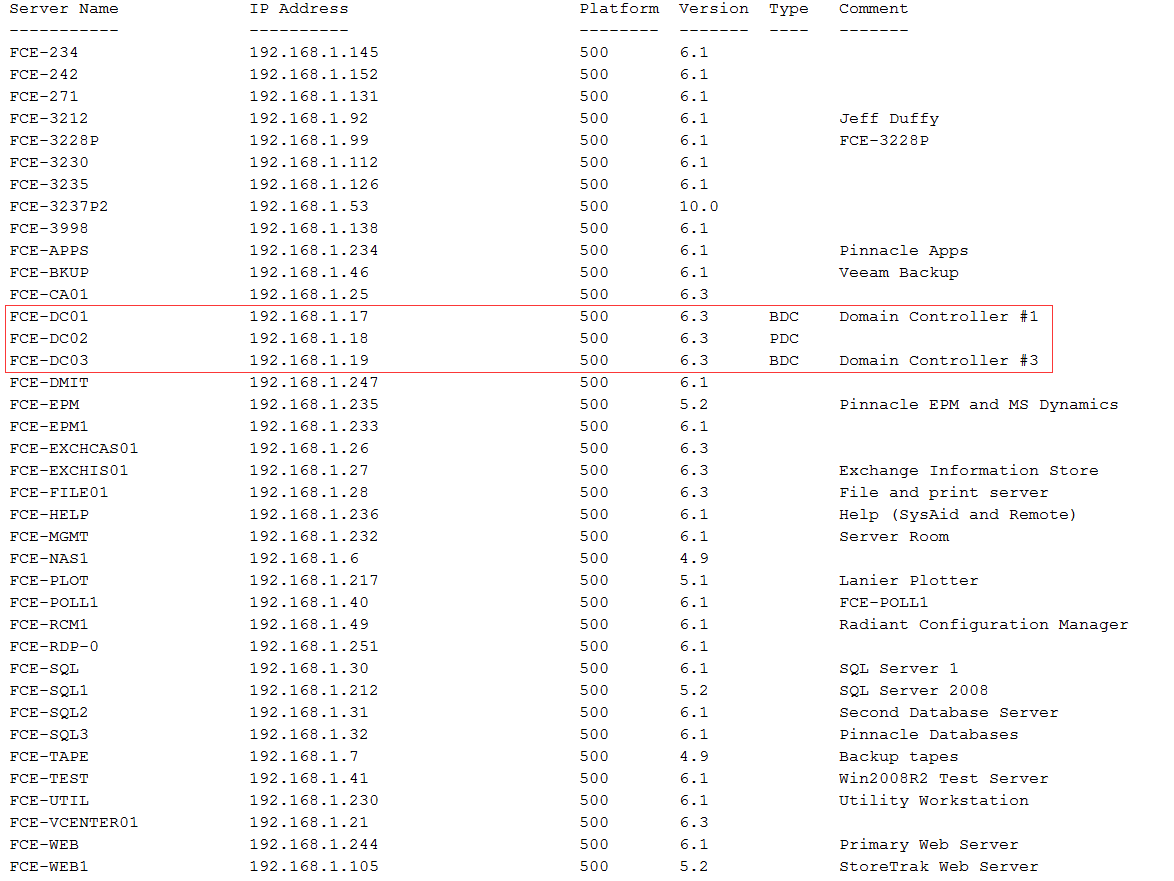 Server Name IP Address Platform Version Type Comment
----------- ---------- -------- ------- ---- -------
FCE-234 192.168.1.145 500 6.1
FCE-242 192.168.1.152 500 6.1
FCE-271 192.168.1.131 500 6.1
FCE-3212 192.168.1.92 500 6.1 Jeff Duffy
FCE-3228P 192.168.1.99 500 6.1 FCE-3228P
FCE-3230 192.168.1.112 500 6.1
FCE-3235 192.168.1.126 500 6.1
FCE-3237P2 192.168.1.53 500 10.0
FCE-3998 192.168.1.138 500 6.1
FCE-APPS 192.168.1.234 500 6.1 Pinnacle Apps
FCE-BKUP 192.168.1.46 500 6.1 Veeam Backup
FCE-CA01 192.168.1.25 500 6.3
FCE-DC01 192.168.1.17 500 6.3 BDC Domain Controller #1
FCE-DC02 192.168.1.18 500 6.3 PDC
FCE-DC03 192.168.1.19 500 6.3 BDC Domain Controller #3
FCE-DMIT 192.168.1.247 500 6.1
FCE-EPM 192.168.1.235 500 5.2 Pinnacle EPM and MS Dynamics
FCE-EPM1 192.168.1.233 500 6.1
FCE-EXCHCAS01 192.168.1.26 500 6.3
FCE-EXCHIS01 192.168.1.27 500 6.3 Exchange Information Store
FCE-FILE01 192.168.1.28 500 6.3 File and print server
FCE-HELP 192.168.1.236 500 6.1 Help (SysAid and Remote)
FCE-MGMT 192.168.1.232 500 6.1 Server Room
FCE-NAS1 192.168.1.6 500 4.9
FCE-PLOT 192.168.1.217 500 5.1 Lanier Plotter
FCE-POLL1 192.168.1.40 500 6.1 FCE-POLL1
FCE-RCM1 192.168.1.49 500 6.1 Radiant Configuration Manager
FCE-RDP-0 192.168.1.251 500 6.1
FCE-SQL 192.168.1.30 500 6.1 SQL Server 1
FCE-SQL1 192.168.1.212 500 5.2 SQL Server 2008
FCE-SQL2 192.168.1.31 500 6.1 Second Database Server
FCE-SQL3 192.168.1.32 500 6.1 Pinnacle Databases
FCE-TAPE 192.168.1.7 500 4.9 Backup tapes
FCE-TEST 192.168.1.41 500 6.1 Win2008R2 Test Server
FCE-UTIL 192.168.1.230 500 6.1 Utility Workstation
FCE-VCENTER01 192.168.1.21 500 6.3
FCE-WEB 192.168.1.244 500 6.1 Primary Web Server
FCE-WEB1 192.168.1.105 500 5.2 StoreTrak Web Server